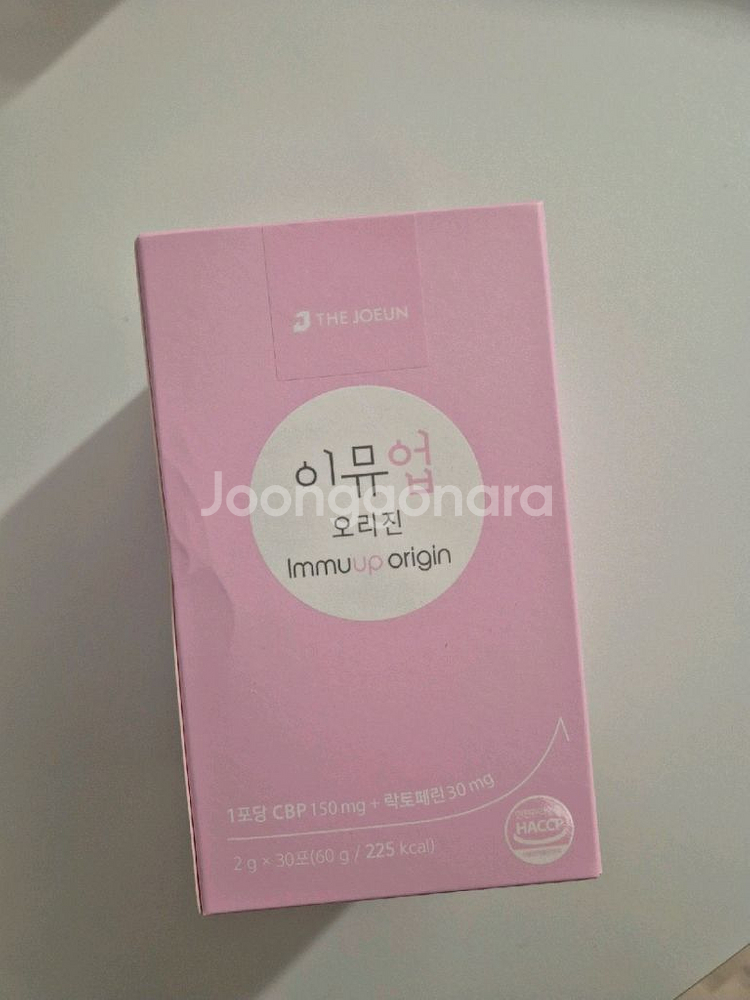 THE JOEUN
이뮤업
Joonggonara
오리진
Immuup origin
1포당 CBP 150 mg + 락토페린 30 mg
2 g × 30포(60 g / 225 kcal)
HACCP